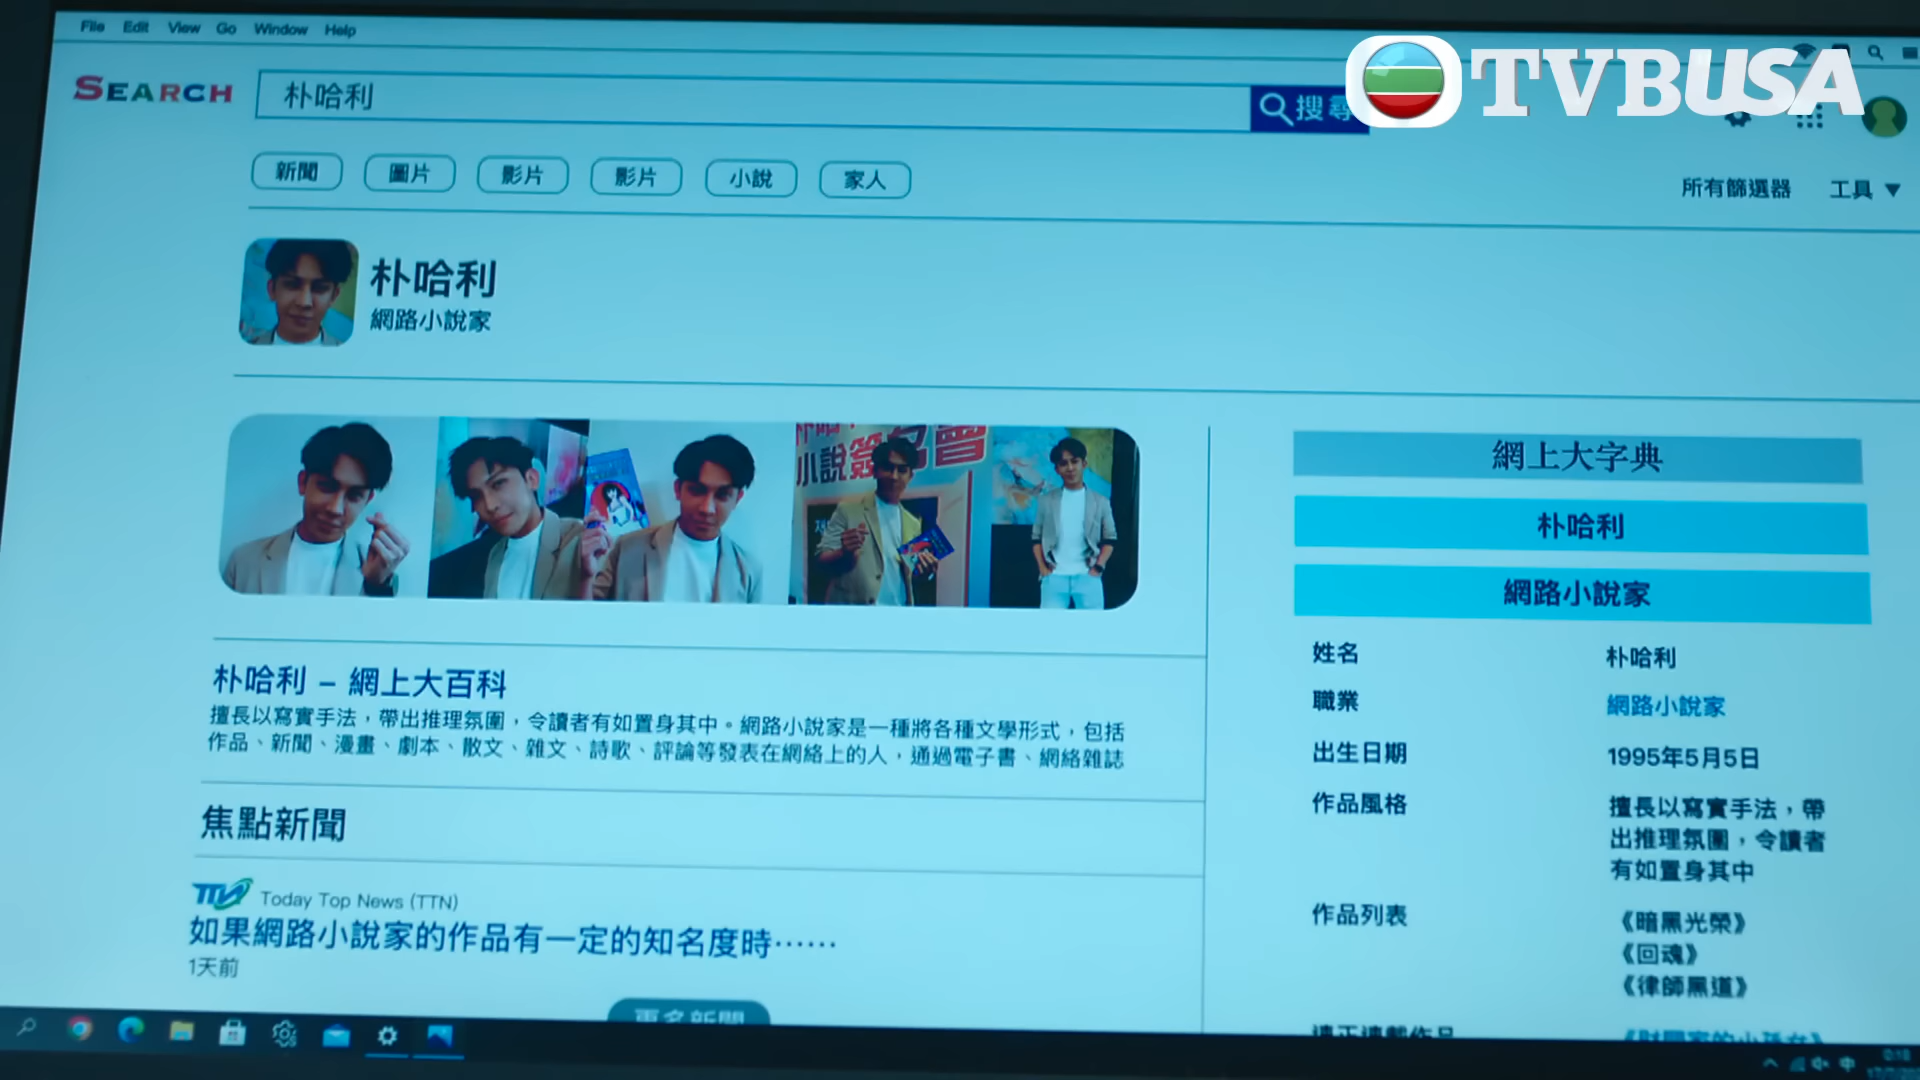 File Edit View Go Window Help
TVBUSA
SEARCH
朴哈利
搜尋
新聞 圖片 影片 影片 小說 家人
所有篩選器 工具
朴哈利
網路小說家
小說簽名會
朴哈利 – 網上大百科
擅長以寫實手法，帶出推理氛圍，令讀者有如置身其中。網路小說家是一種將各種文學形式，包括
作品、新聞、漫畫、劇本、散文、雜文、詩歌、評論等發表在網絡上的人，通過電子書、網絡雜誌
焦點新聞
TTN Today Top News (TTN)
如果網路小說家的作品有一定的知名度時⋯⋯
1天前
更多新聞
網上大字典
朴哈利
網路小說家
姓名 朴哈利
職業 網路小說家
出生日期 1995年5月5日
作品風格 擅長以寫實手法，帶
出推理氛圍，令讀者
有如置身其中
作品列表 《暗黑光榮》
《回魂》
《律師黑道》
中